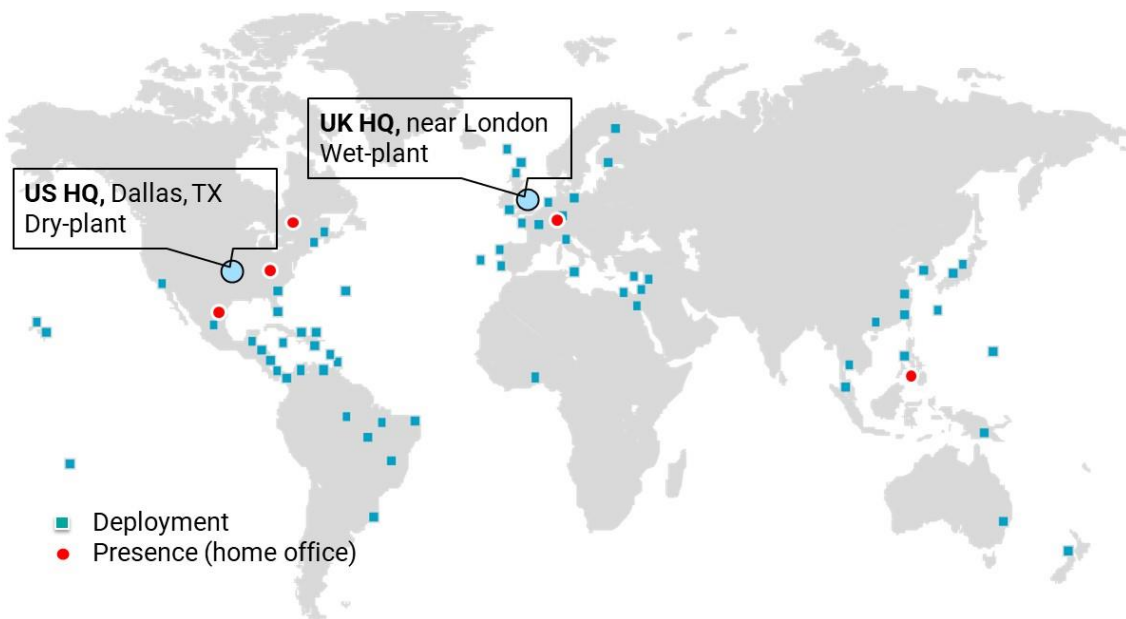 UK HQ, near London
Wet-plant
US HQ, Dallas, TX
Dry-plant
Deployment
Presence (home office)